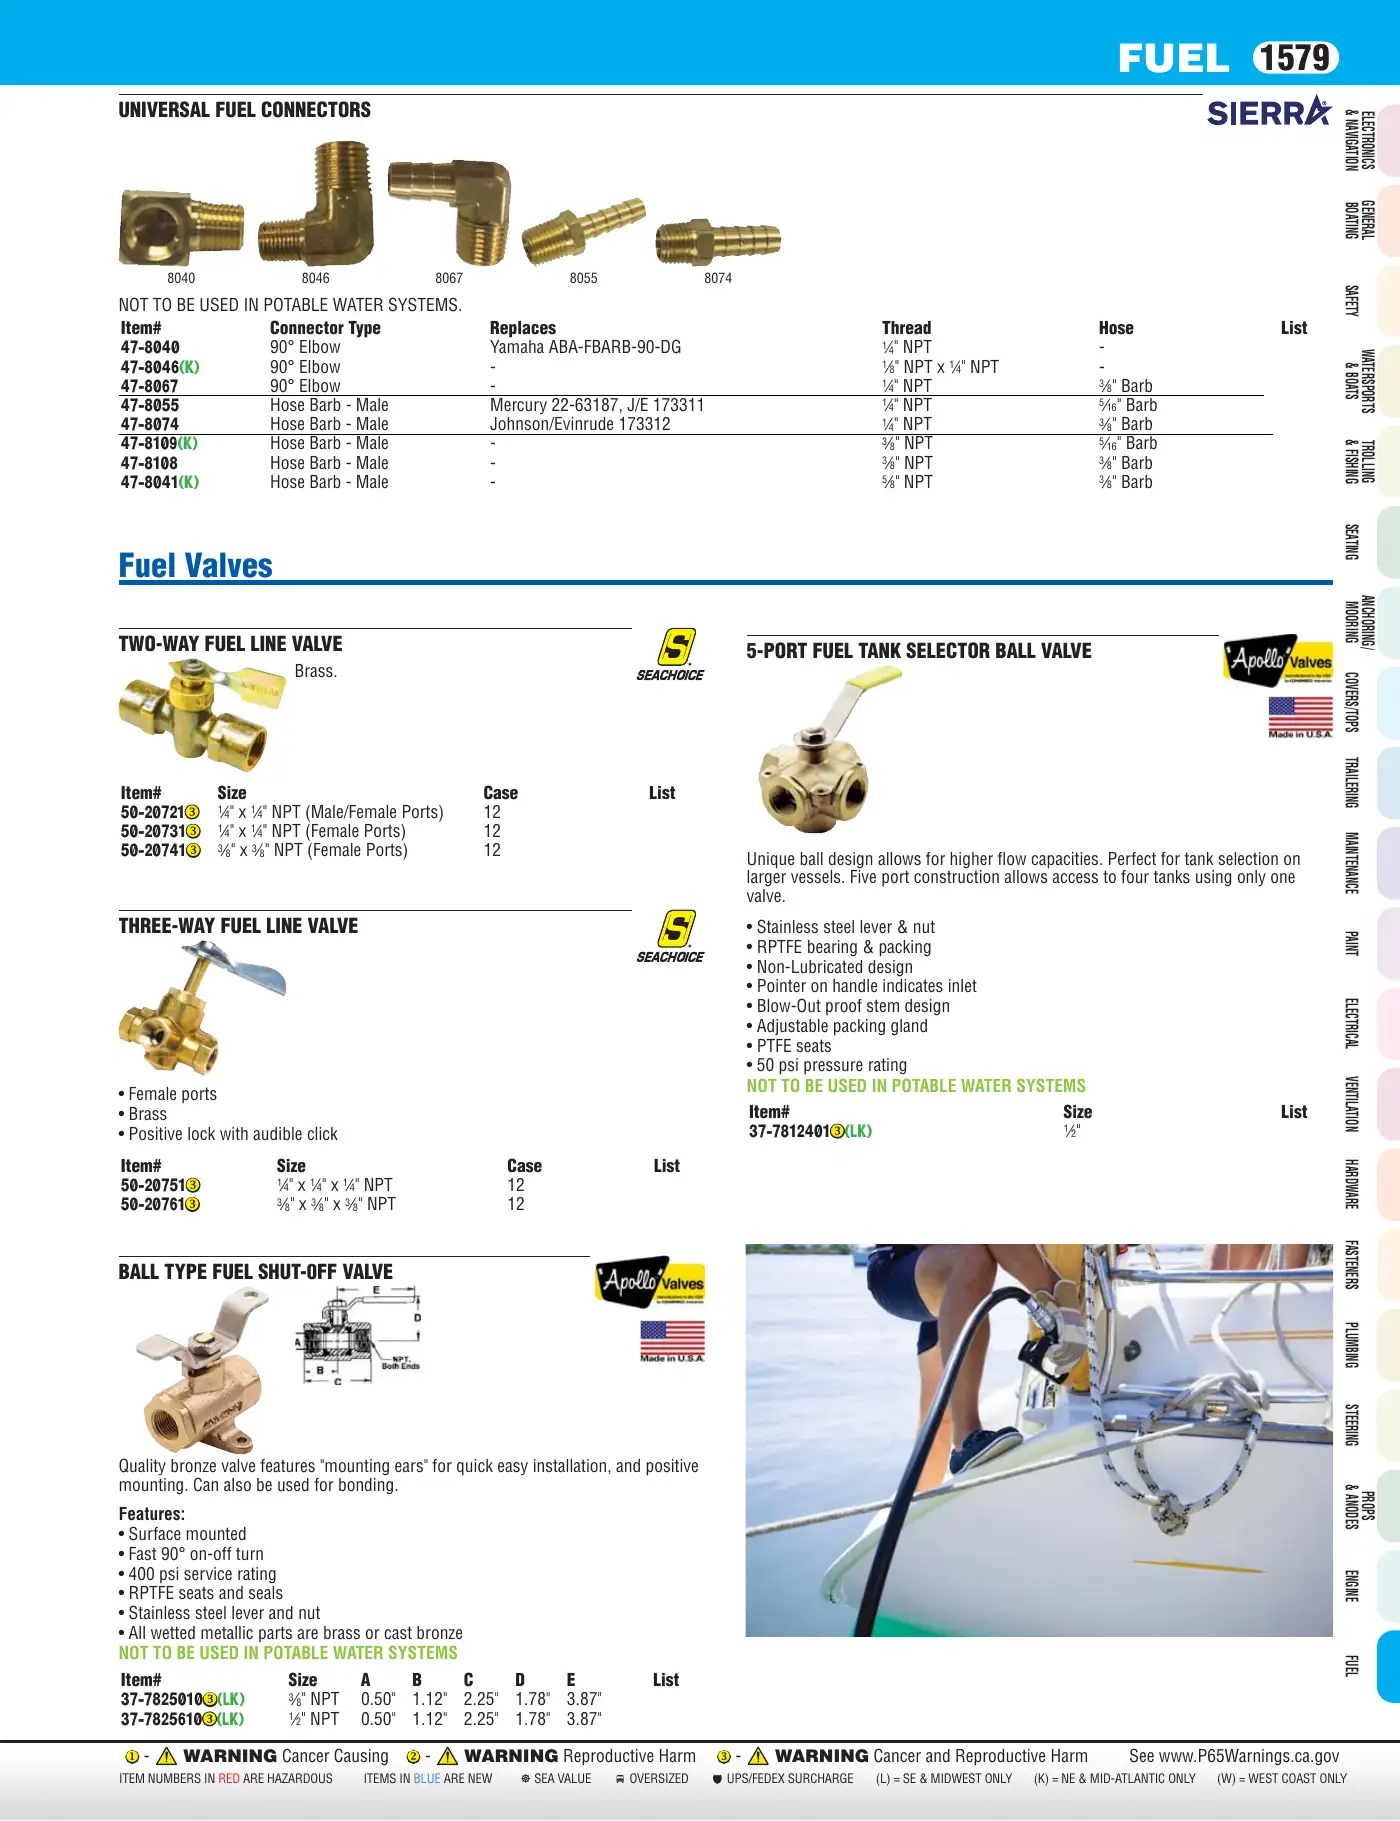 FUEL 1579
UNIVERSAL FUEL CONNECTORS
SIERRA
8040 8046 8067 8055 8074
NOT TO BE USED IN POTABLE WATER SYSTEMS.
Item# Connector Type Replaces Thread Hose List
47-8040 90° Elbow Yamaha ABA-FBARB-90-DG ¼" NPT -
47-8046(K) 90° Elbow - ⅛" NPT x ¼" NPT -
47-8067 90° Elbow - ¼" NPT ⅜" Barb
47-8055 Hose Barb - Male Mercury 22-63187, J/E 173311 ¼" NPT 5⁄16" Barb
47-8074 Hose Barb - Male Johnson/Evinrude 173312 ¼" NPT ⅜" Barb
47-8109(K) Hose Barb - Male - ⅜" NPT 5⁄16" Barb
47-8108 Hose Barb - Male - ⅜" NPT ⅜" Barb
47-8041(K) Hose Barb - Male - ⅝" NPT ⅜" Barb
Fuel Valves
TWO-WAY FUEL LINE VALVE
S
SEACHOICE
Brass.
Item# Size Case List
50-20721③ ¼" x ¼" NPT (Male/Female Ports) 12
50-20731③ ¼" x ¼" NPT (Female Ports) 12
50-20741③ ⅜" x ⅜" NPT (Female Ports) 12
THREE-WAY FUEL LINE VALVE
S
SEACHOICE
• Female ports
• Brass
• Positive lock with audible click
Item# Size Case List
50-20751③ ¼" x ¼" x ¼" NPT 12
50-20761③ ⅜" x ⅜" x ⅜" NPT 12
BALL TYPE FUEL SHUT-OFF VALVE
"Apollo" Valves
Made in U.S.A.
E
D
A
NPT.
Both Ends
B
C
Quality bronze valve features "mounting ears" for quick easy installation, and positive
mounting. Can also be used for bonding.
Features:
• Surface mounted
• Fast 90° on-off turn
• 400 psi service rating
• RPTFE seats and seals
• Stainless steel lever and nut
• All wetted metallic parts are brass or cast bronze
NOT TO BE USED IN POTABLE WATER SYSTEMS
Item# Size A B C D E List
37-7825010③(LK) ⅜" NPT 0.50" 1.12" 2.25" 1.78" 3.87"
37-7825610③(LK) ½" NPT 0.50" 1.12" 2.25" 1.78" 3.87"
5-PORT FUEL TANK SELECTOR BALL VALVE
"Apollo" Valves
Made in U.S.A.
Unique ball design allows for higher flow capacities. Perfect for tank selection on
larger vessels. Five port construction allows access to four tanks using only one
valve.
• Stainless steel lever & nut
• RPTFE bearing & packing
• Non-Lubricated design
• Pointer on handle indicates inlet
• Blow-Out proof stem design
• Adjustable packing gland
• PTFE seats
• 50 psi pressure rating
NOT TO BE USED IN POTABLE WATER SYSTEMS
Item# Size List
37-7812401③(LK) ½"
ELECTRONICS
& NAVIGATION
GENERAL
BOATING
SAFETY
WATERSPORTS
& BOATS
TROLLING
& FISHING
SEATING
ANCHORING/
MOORING
COVERS/TOPS
TRAILERING
MAINTENANCE
PAINT
ELECTRICAL
VENTILATION
HARDWARE
FASTENERS
PLUMBING
STEERING
PROPS
& ANODES
ENGINE
FUEL
① - WARNING Cancer Causing ② - WARNING Reproductive Harm ③ - WARNING Cancer and Reproductive Harm See www.P65Warnings.ca.gov
ITEM NUMBERS IN RED ARE HAZARDOUS ITEMS IN BLUE ARE NEW SEA VALUE OVERSIZED UPS/FEDEX SURCHARGE (L) = SE & MIDWEST ONLY (K) = NE & MID-ATLANTIC ONLY (W) = WEST COAST ONLY